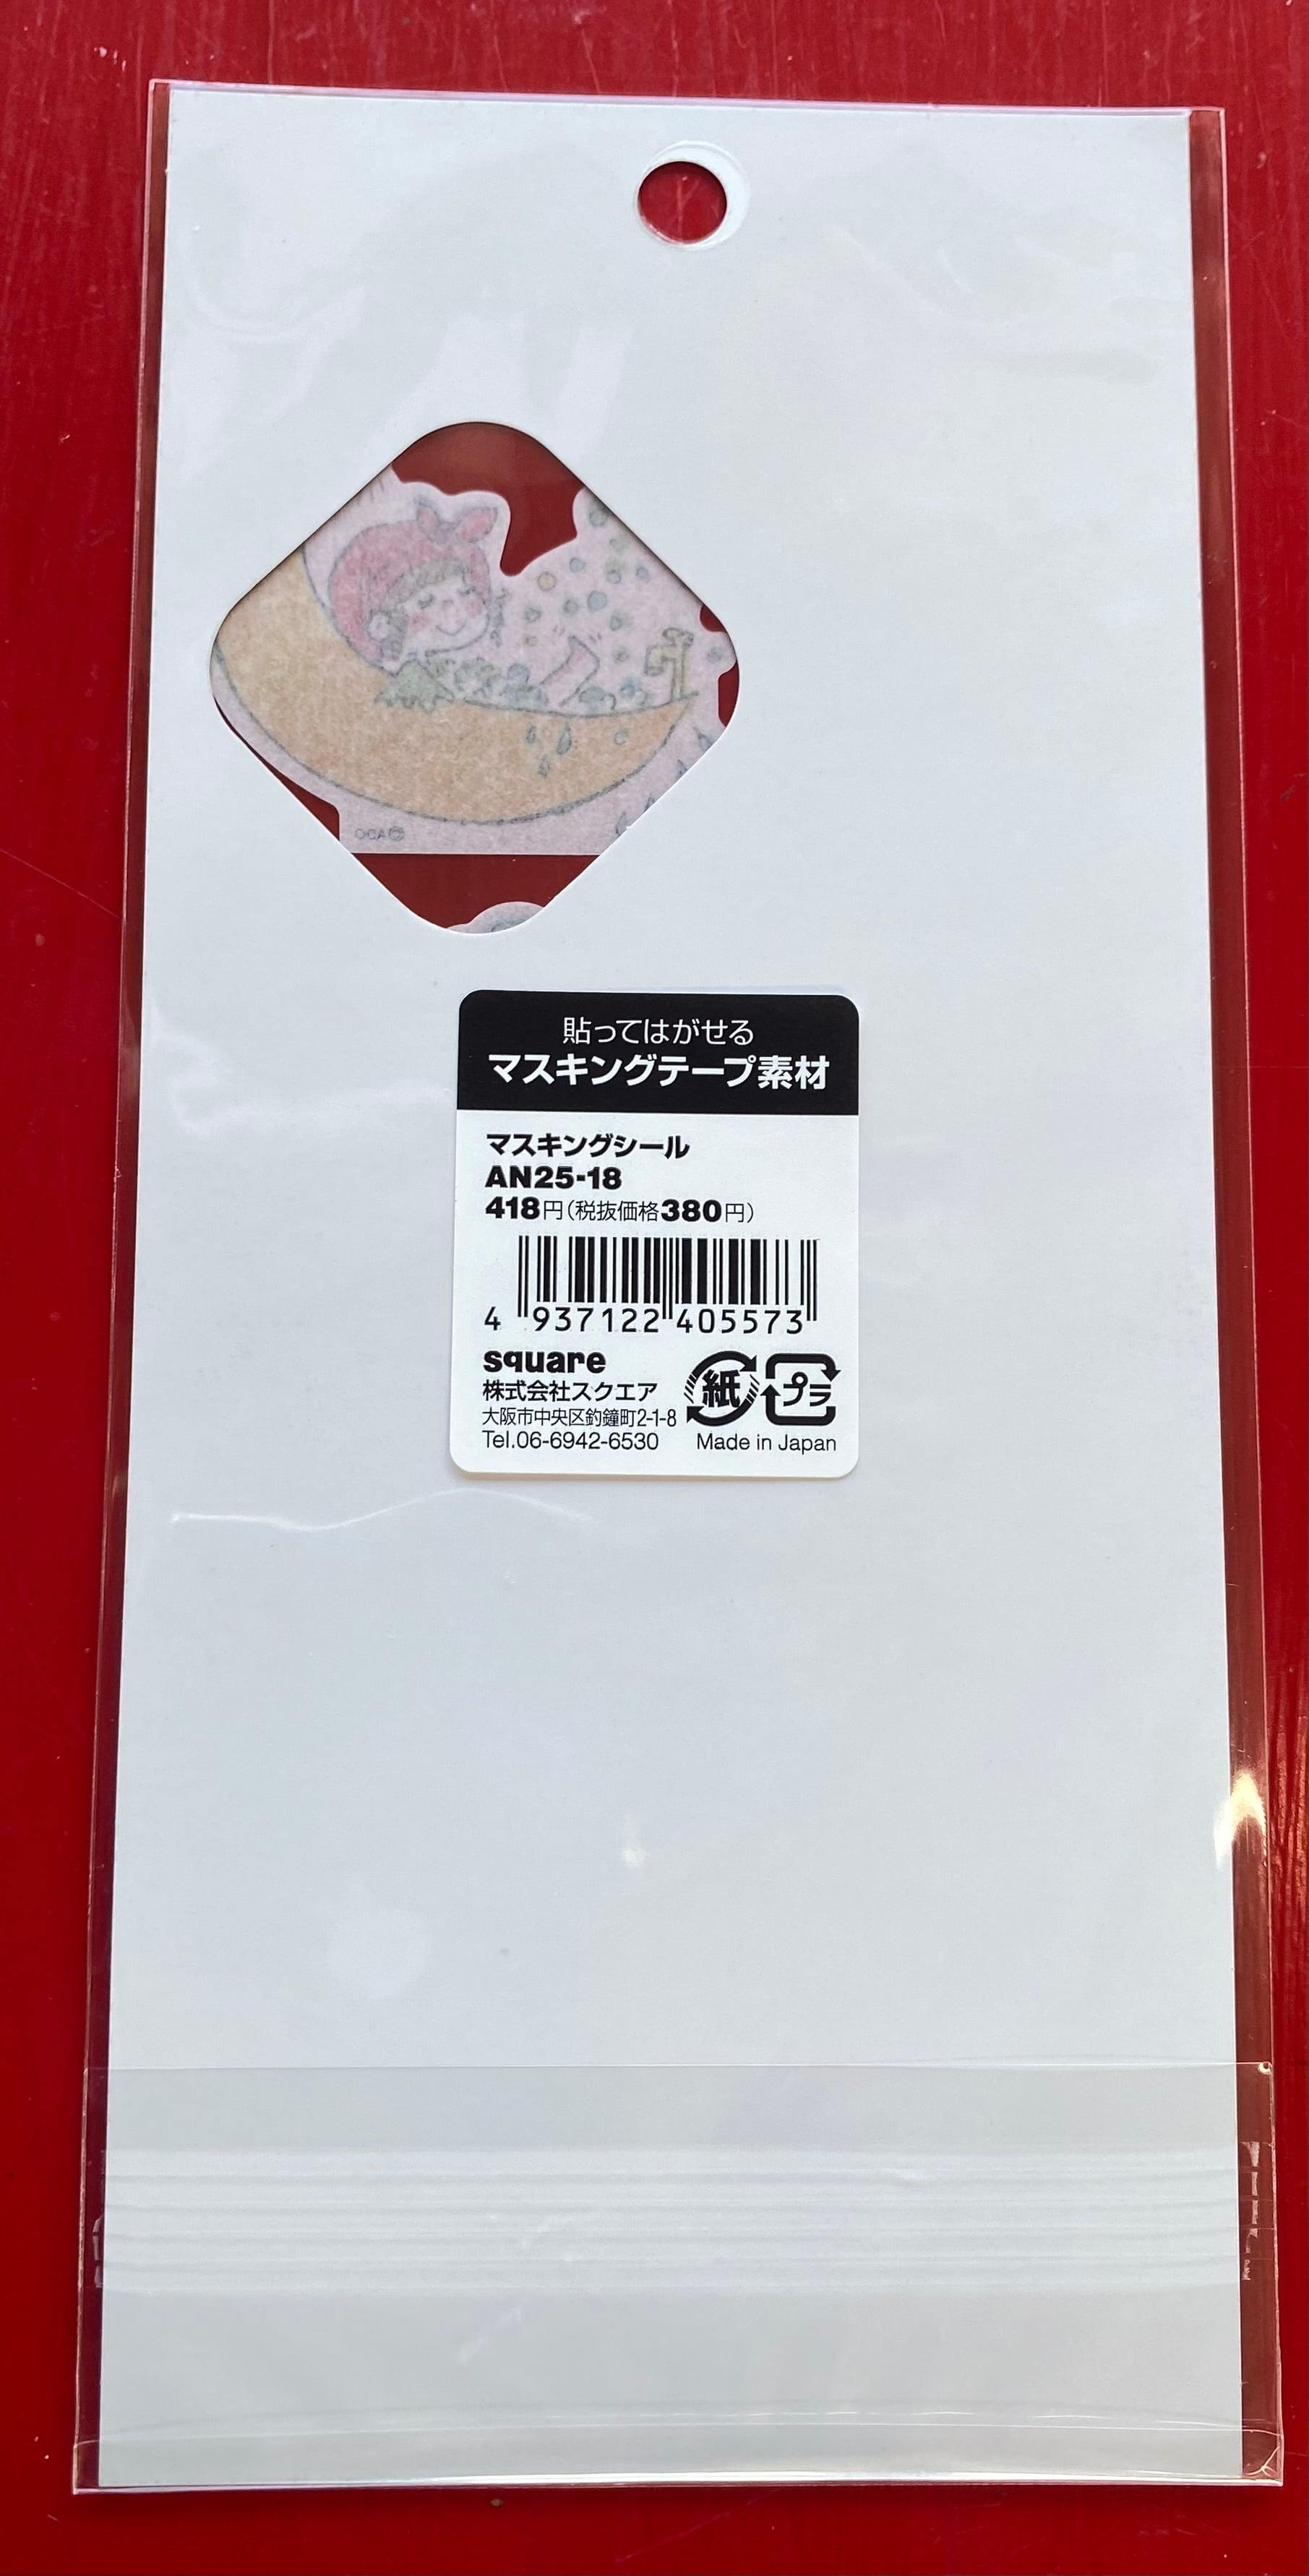 貼ってはがせる
マスキングテープ素材
マスキングシール
AN25-18
418円(税抜価格380円)
4 937122 405573
square
株式会社スクエア
大阪市中央区釣鐘町2-1-8
Tel.06-6942-6530
紙 プラ
Made in Japan